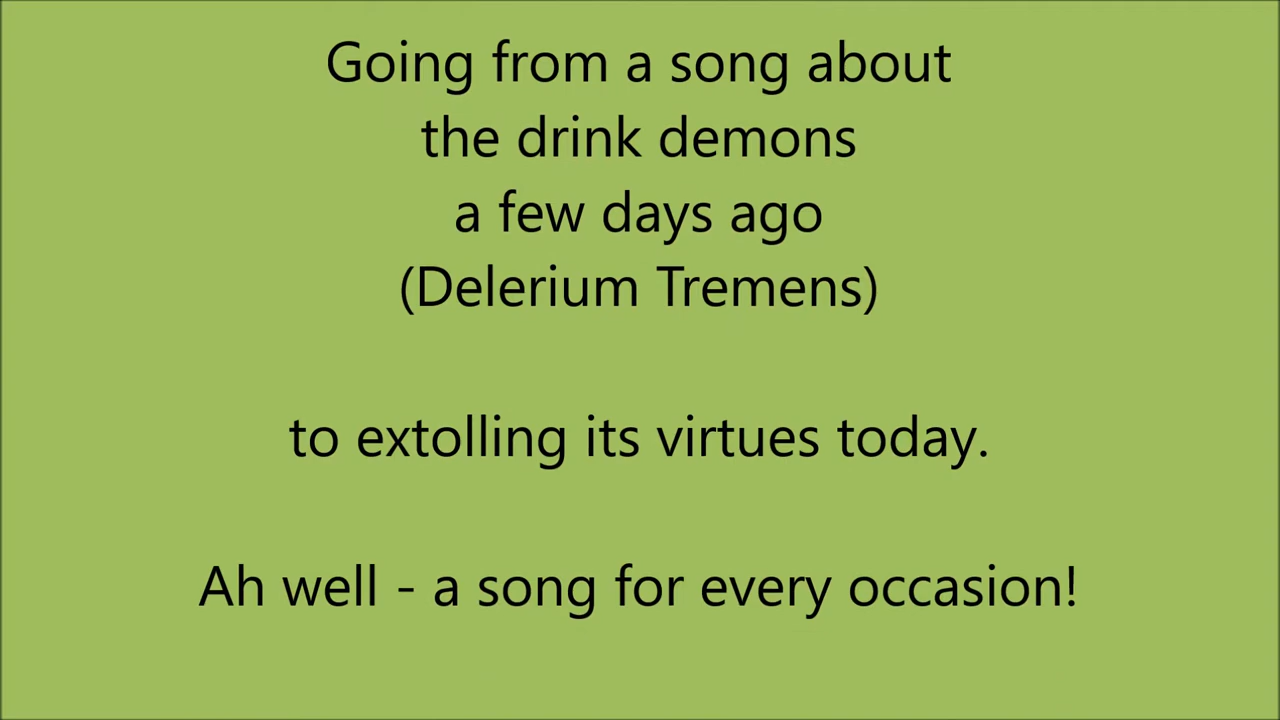 Going from a song about
the drink demons
a few days ago
(Delerium Tremens)
to extolling its virtues today.
Ah well - a song for every occasion!